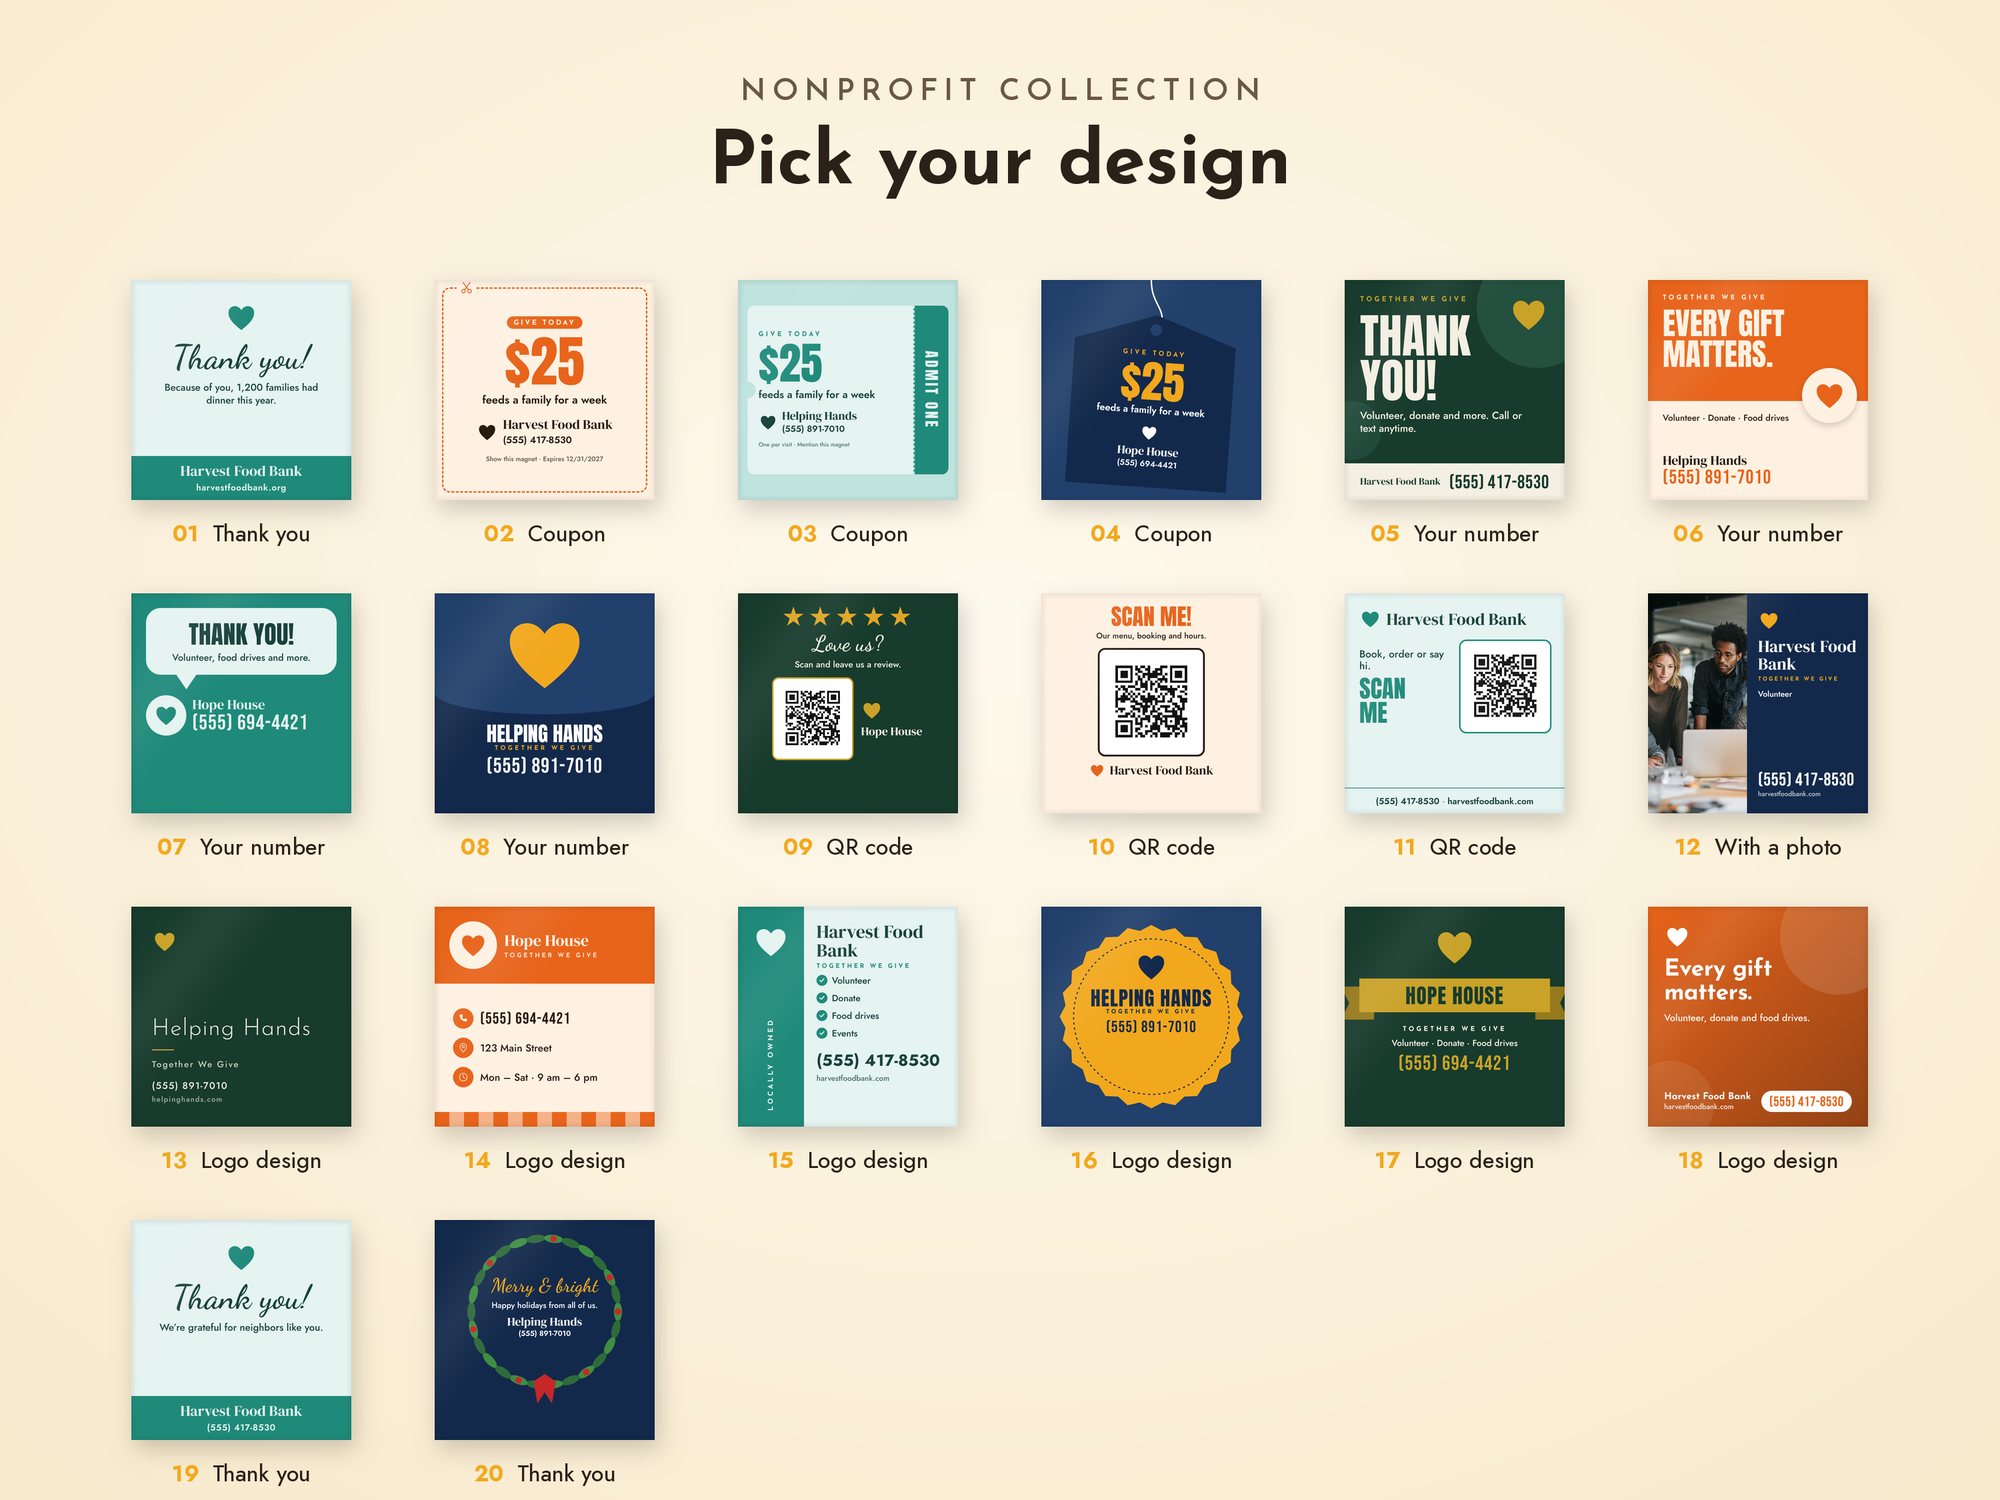 NONPROFIT COLLECTION
Pick your design
Thank you!
Because of you, 1,200 families had
dinner this year.
Harvest Food Bank
harvestfoodbank.org
01 Thank you
GIVE TODAY
$25
feeds a family for a week
Harvest Food Bank
(555) 417-8530
Show this magnet · Expires 12/31/2027
02 Coupon
GIVE TODAY
$25
feeds a family for a week
Helping Hands
(555) 891-7010
One per visit · Mention this magnet
ADMIT ONE
03 Coupon
GIVE TODAY
$25
feeds a family for a week
Hope House
(555) 694-4421
04 Coupon
TOGETHER WE GIVE
THANK
YOU!
Volunteer, donate and more. Call or
text anytime.
Harvest Food Bank (555) 417-8530
05 Your number
TOGETHER WE GIVE
EVERY GIFT
MATTERS.
Volunteer · Donate · Food drives
Helping Hands
(555) 891-7010
06 Your number
THANK YOU!
Volunteer, food drives and more.
Hope House
(555) 694-4421
07 Your number
HELPING HANDS
TOGETHER WE GIVE
(555) 891-7010
08 Your number
Love us?
Scan and leave us a review.
Hope House
09 QR code
SCAN ME!
Our menu, booking and hours.
Harvest Food Bank
10 QR code
Harvest Food Bank
Book, order or say
hi.
SCAN
ME
(555) 417-8530 · harvestfoodbank.com
11 QR code
Harvest Food
Bank
TOGETHER WE GIVE
Volunteer
(555) 417-8530
harvestfoodbank.com
12 With a photo
Helping Hands
Together We Give
(555) 891-7010
helpinghands.com
13 Logo design
Hope House
TOGETHER WE GIVE
(555) 694-4421
123 Main Street
Mon – Sat · 9 am – 6 pm
14 Logo design
LOCALLY OWNED
Harvest Food
Bank
TOGETHER WE GIVE
Volunteer
Donate
Food drives
Events
(555) 417-8530
harvestfoodbank.com
15 Logo design
HELPING HANDS
TOGETHER WE GIVE
(555) 891-7010
16 Logo design
HOPE HOUSE
TOGETHER WE GIVE
Volunteer · Donate · Food drives
(555) 694-4421
17 Logo design
Every gift
matters.
Volunteer, donate and food drives.
Harvest Food Bank
harvestfoodbank.com
(555) 417-8530
18 Logo design
Thank you!
We're grateful for neighbors like you.
Harvest Food Bank
(555) 417-8530
19 Thank you
Merry & bright
Happy holidays from all of us.
Helping Hands
(555) 891-7010
20 Thank you